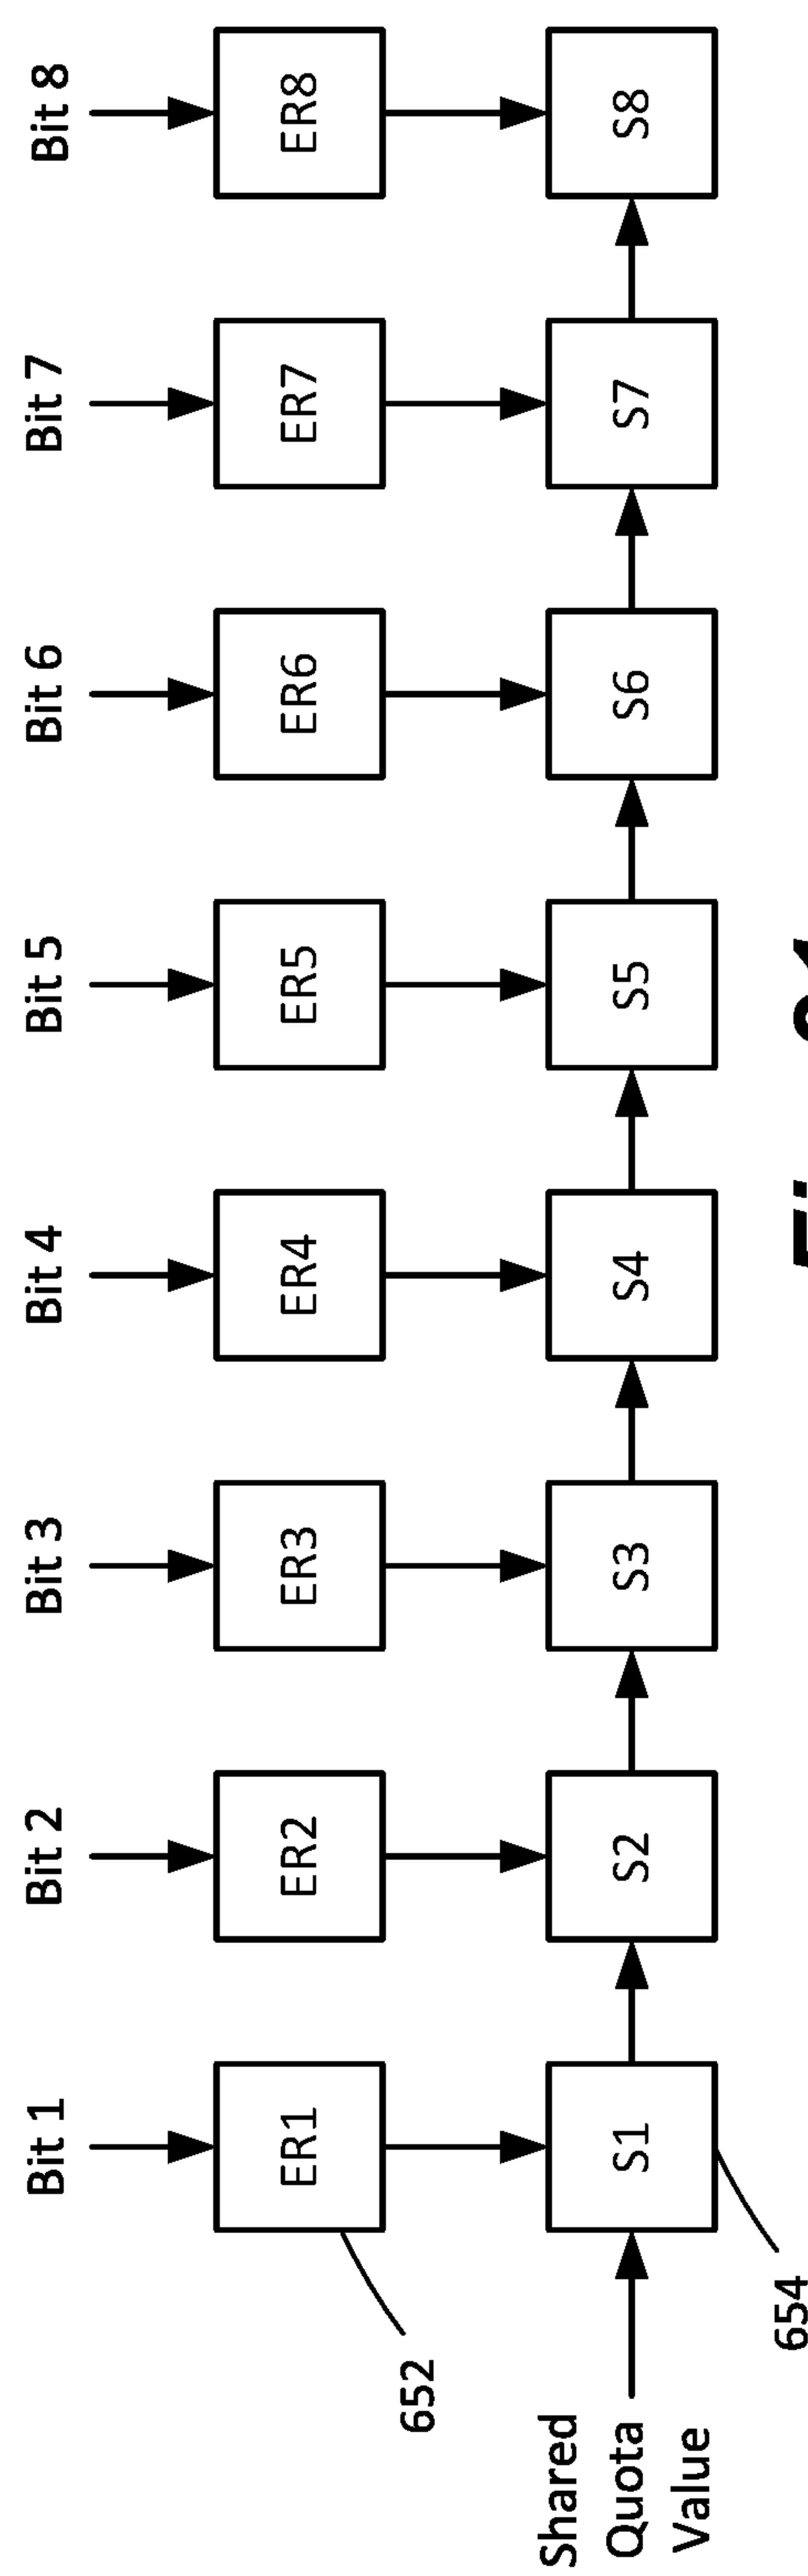 Bit 1
Bit 2
Bit 3
Bit 4
Bit 5
Bit 6
Bit 7
Bit 8
ER1
ER2
ER3
ER4
ER5
ER6
ER7
ER8
652
Shared
Quota
Value
S1
S2
S3
S4
S5
S6
S7
S8
654